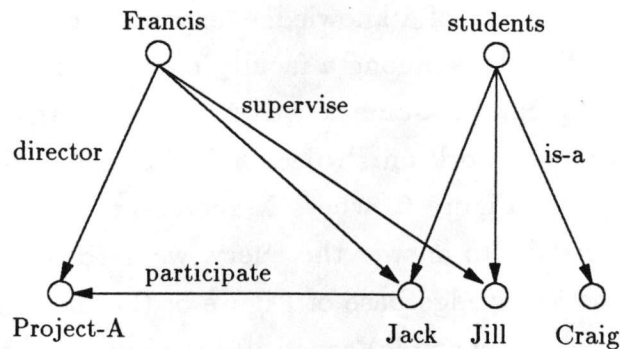 Francis
students
supervise
director
is-a
participate
Project-A
Jack
Jill
Craig